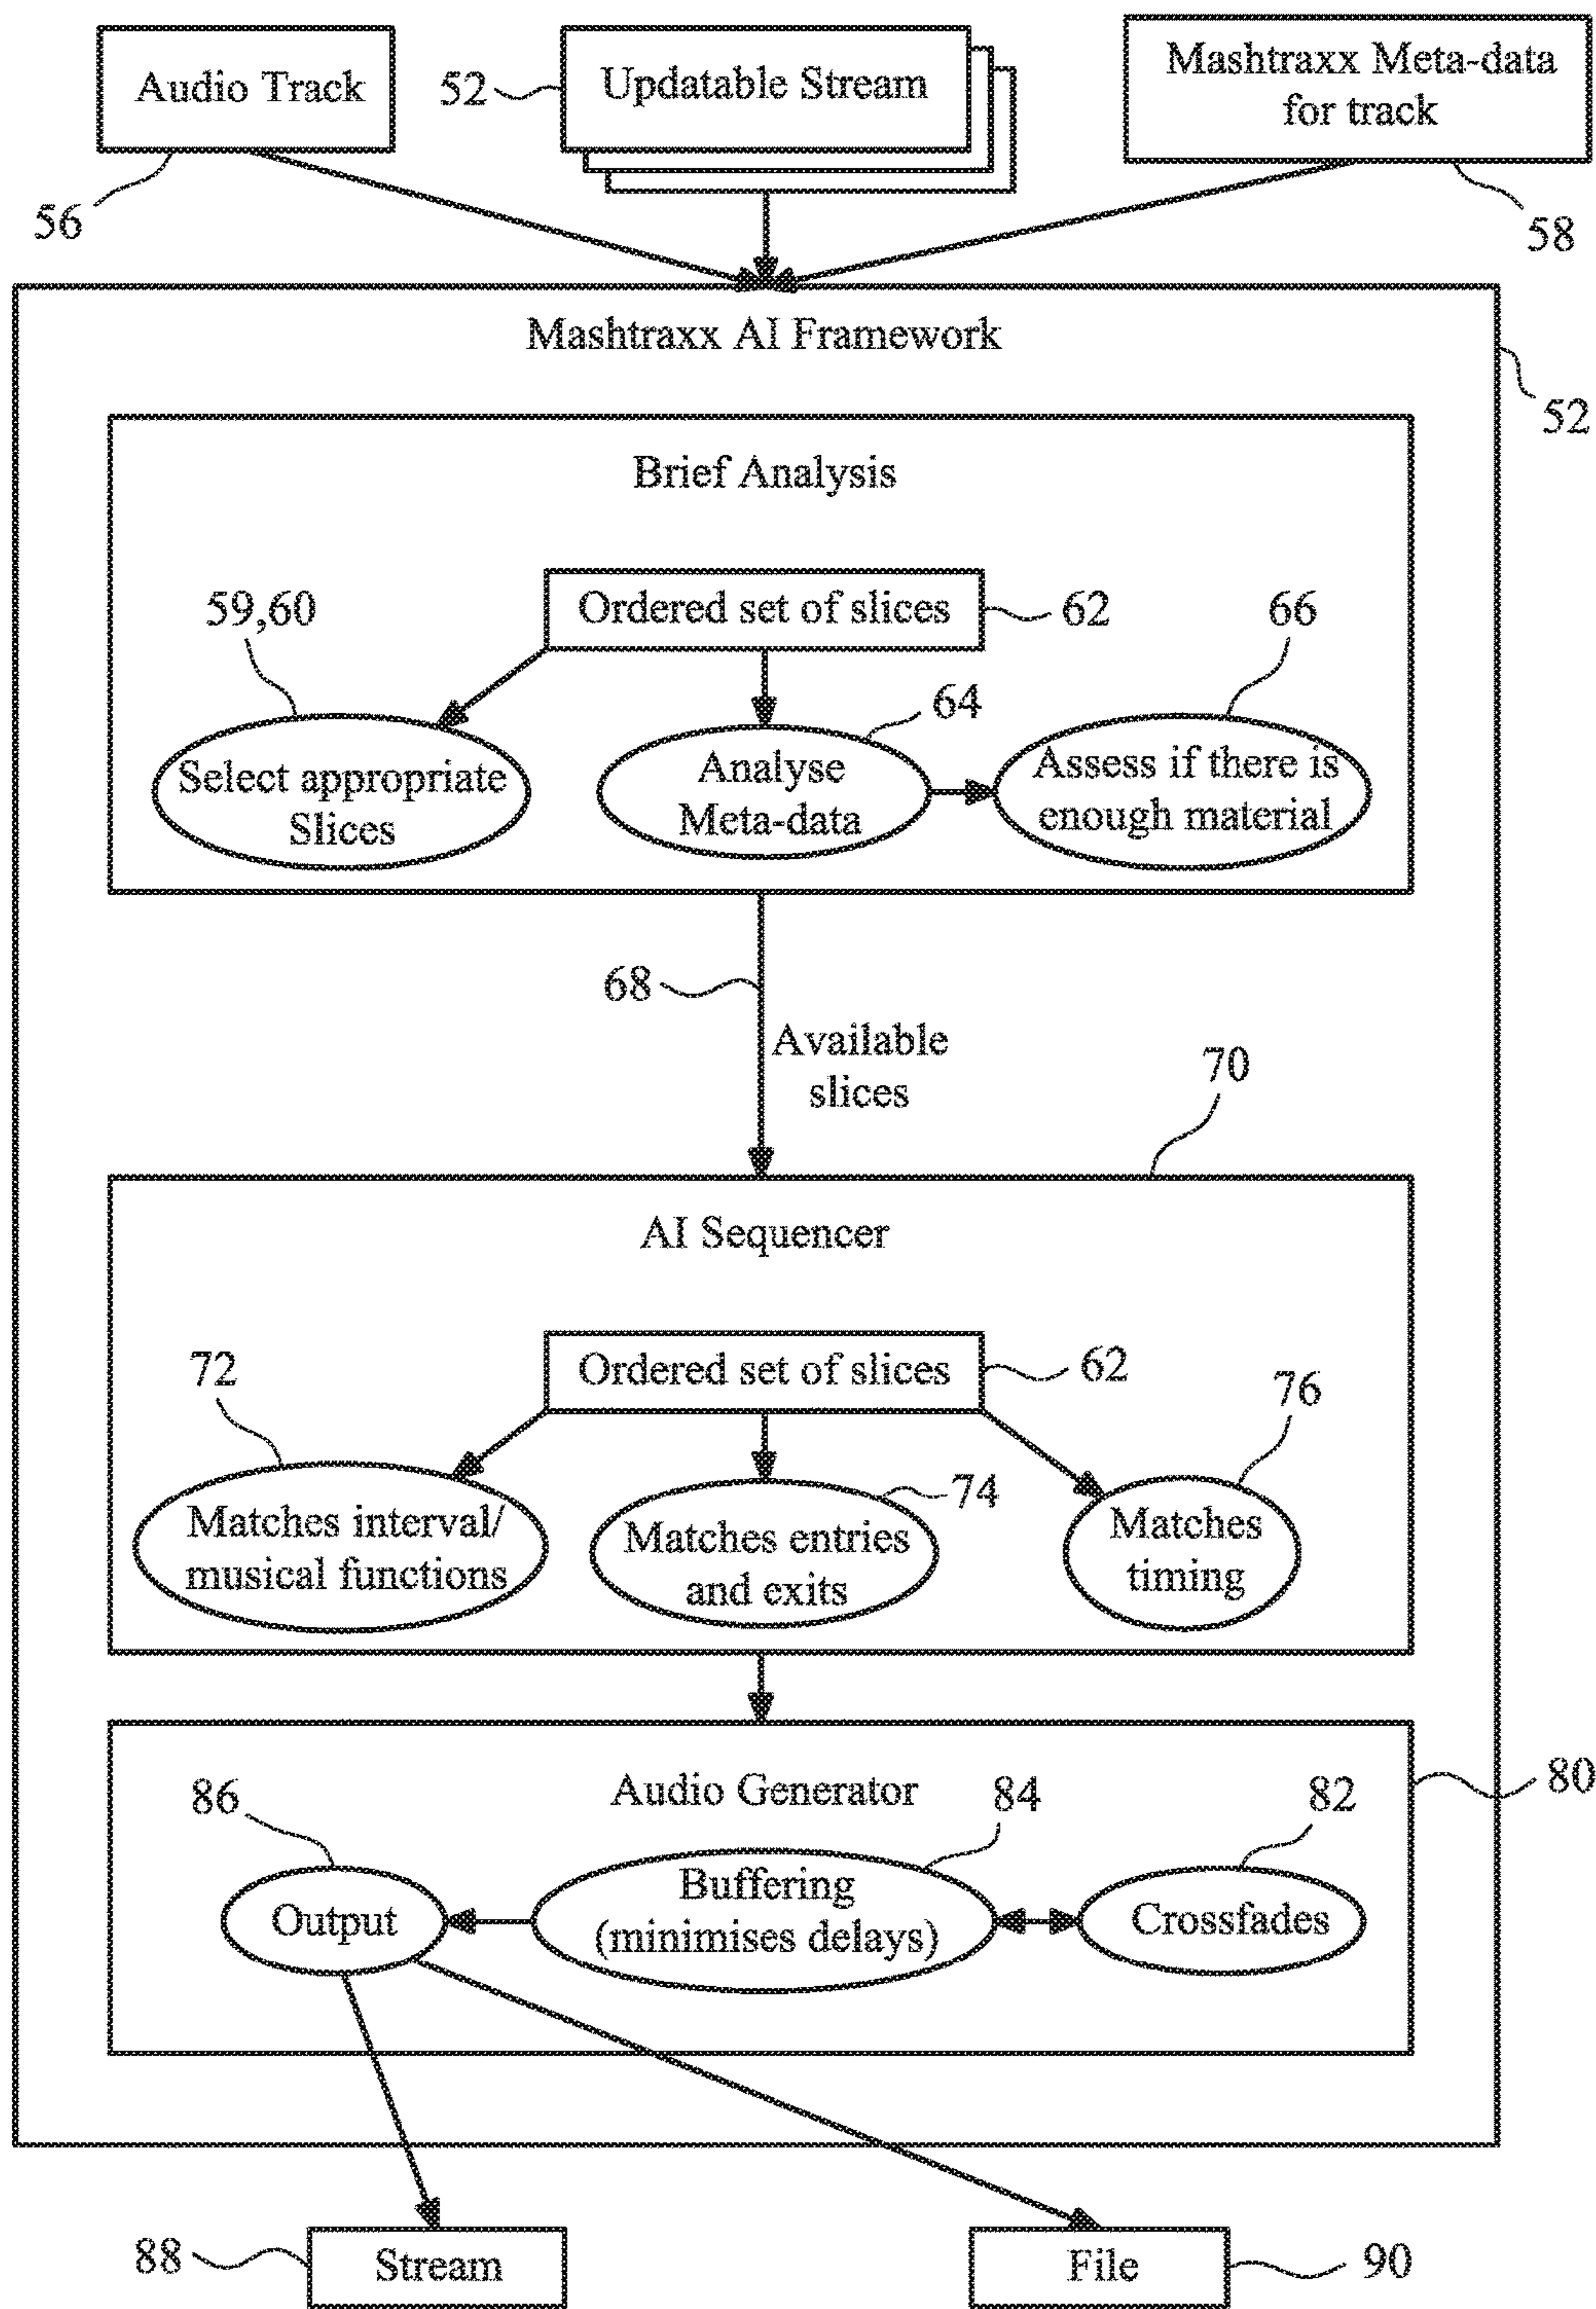 Audio Track
52
Updatable Stream
Mashtraxx Meta-data
for track
56
58
Mashtraxx AI Framework
52
Brief Analysis
59,60
Ordered set of slices
62
66
64
Select appropriate
Slices
Analyse
Meta-data
Assess if there is
enough material
68
Available
slices
70
AI Sequencer
72
Ordered set of slices
62
76
74
Matches interval/
musical functions
Matches entries
and exits
Matches
timing
80
86
Audio Generator
84
82
Output
Buffering
(minimises delays)
Crossfades
88
Stream
File
90